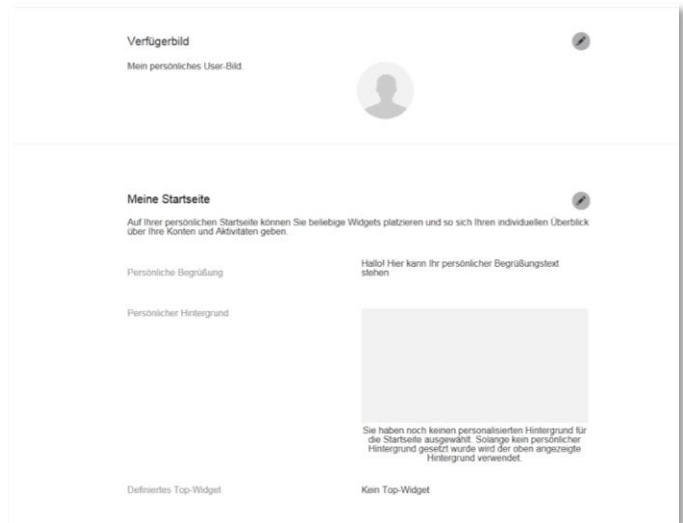 Verfügerbild
Mein persönliches User-Bild.
Meine Startseite
Auf Ihrer persönlichen Startseite können Sie beliebige Widgets platzieren und so sich Ihren individuellen Überblick
über Ihre Konten und Aktivitäten geben.
Persönliche Begrüßung
Hallo! Hier kann Ihr persönlicher Begrüßungstext
stehen
Persönlicher Hintergrund
Sie haben noch keinen personalisierten Hintergrund für
die Startseite ausgewählt. Solange kein persönlicher
Hintergrund gesetzt wurde wird der oben angezeigte
Hintergrund verwendet.
Definiertes Top-Widget
Kein Top-Widget